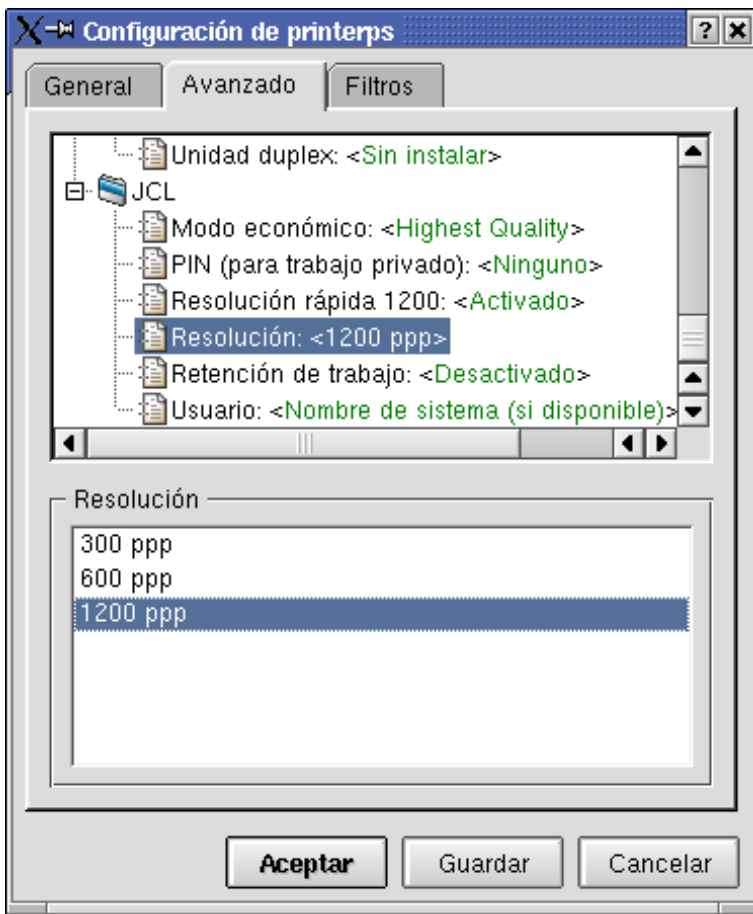 Configuración de printerps
General Avanzado Filtros
Unidad duplex: <Sin instalar>
JCL
Modo económico: <Highest Quality>
PIN (para trabajo privado): <Ninguno>
Resolución rápida 1200: <Activado>
Resolución: <1200 ppp>
Retención de trabajo: <Desactivado>
Usuario: <Nombre de sistema (si disponible)>
Resolución
300 ppp
600 ppp
1200 ppp
Aceptar Guardar Cancelar